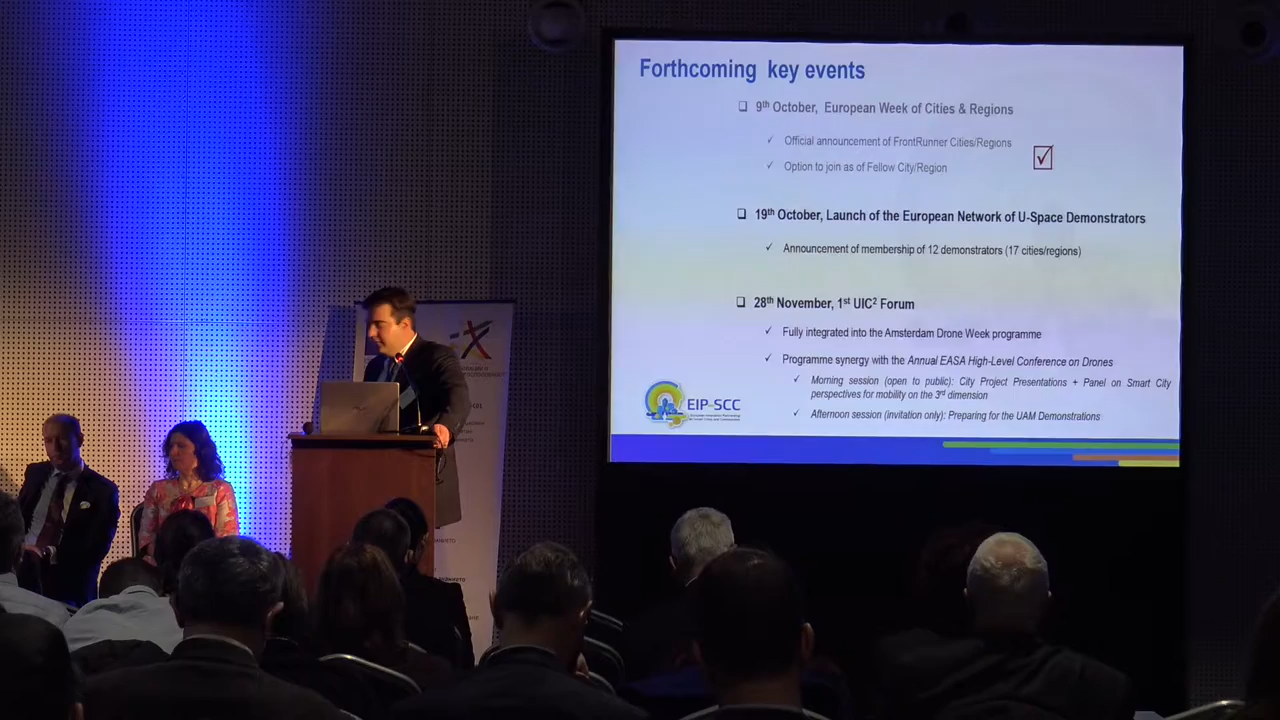 Forthcoming key events
❑ 9th October, European Week of Cities & Regions
✓ Official announcement of FrontRunner Cities/Regions
✓ Option to join as of Fellow City/Region
❑ 19th October, Launch of the European Network of U-Space Demonstrators
✓ Announcement of membership of 12 demonstrators (17 cities/regions)
❑ 28th November, 1st UIC² Forum
✓ Fully integrated into the Amsterdam Drone Week programme
✓ Programme synergy with the Annual EASA High-Level Conference on Drones
✓ Morning session (open to public): City Project Presentations + Panel on Smart City
perspectives for mobility on the 3rd dimension
✓ Afternoon session (invitation only): Preparing for the UAM Demonstrations
EIP-SCC